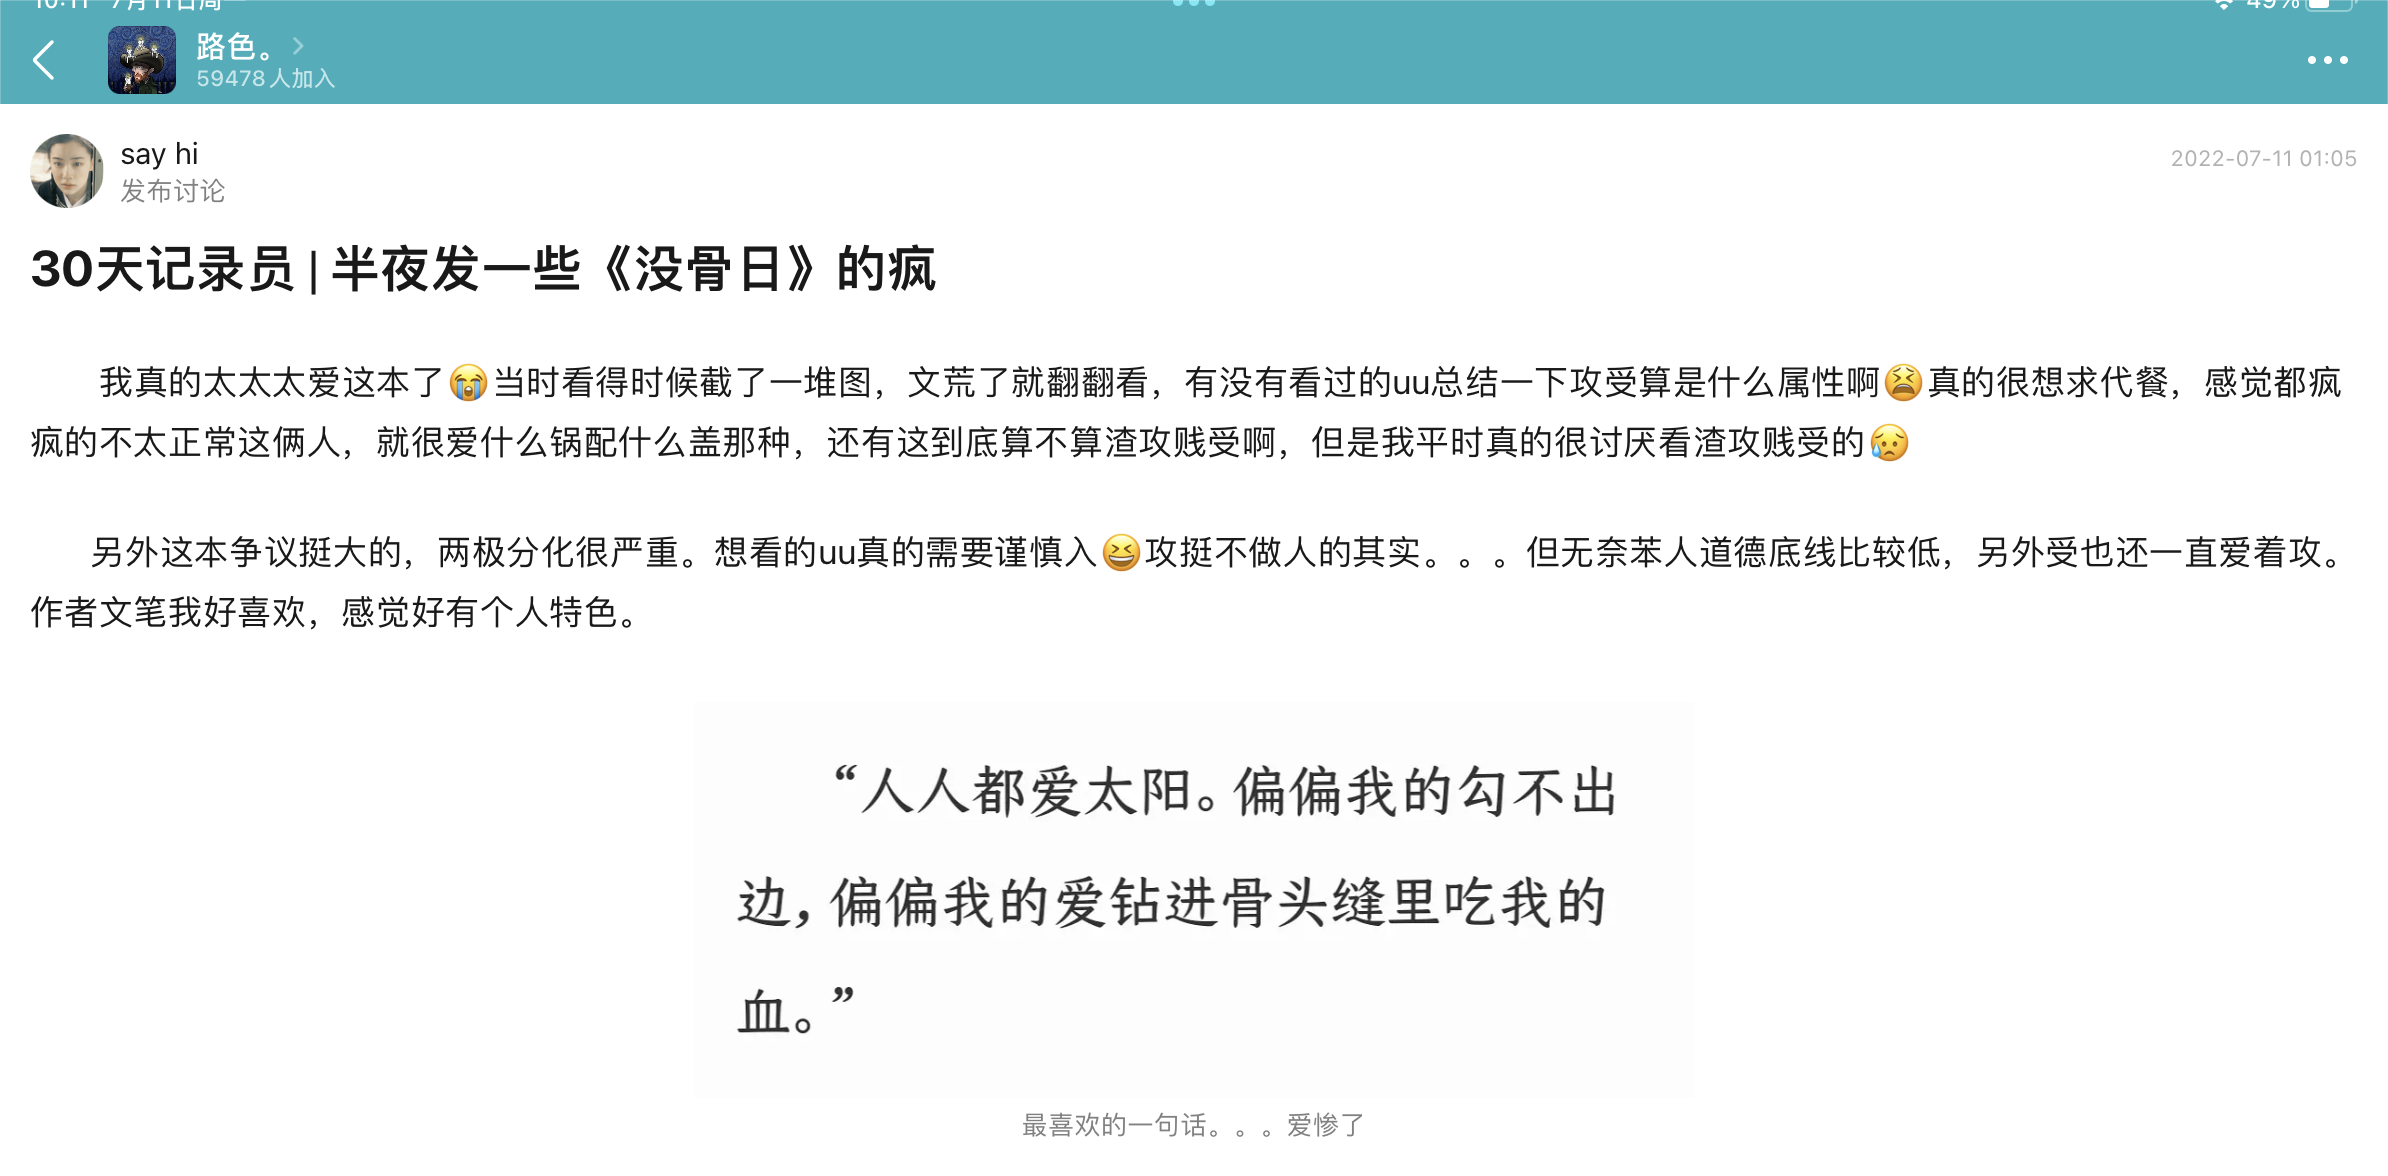 10:11 7月11日周一
49%
路色。
59478人加入
say hi
发布讨论
2022-07-11 01:05
30天记录员 | 半夜发一些《没骨日》的疯
我真的太太太爱这本了😭当时看得时候截了一堆图，文荒了就翻翻看，有没有看过的uu总结一下攻受算是什么属性啊😫真的很想求代餐，感觉都疯
疯的不太正常这俩人，就很爱什么锅配什么盖那种，还有这到底算不算渣攻贱受啊，但是我平时真的很讨厌看渣攻贱受的😥
另外这本争议挺大的，两极分化很严重。想看的uu真的需要谨慎入😆攻挺不做人的其实。。。但无奈苯人道德底线比较低，另外受也还一直爱着攻。
作者文笔我好喜欢，感觉好有个人特色。
“人人都爱太阳。偏偏我的勾不出
边，偏偏我的爱钻进骨头缝里吃我的
血。”
最喜欢的一句话。。。爱惨了